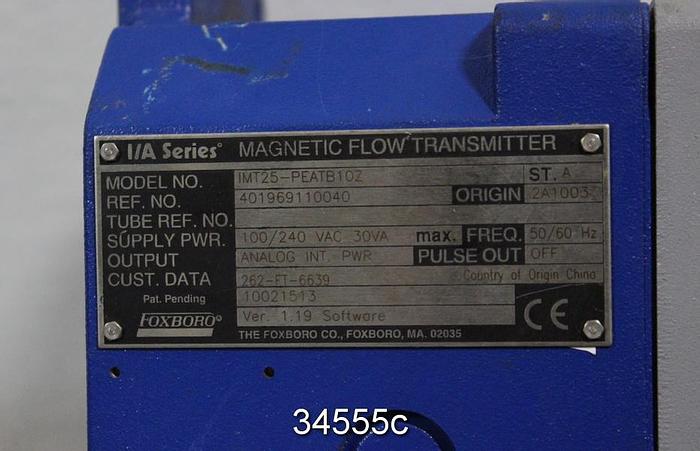 I/A Series® MAGNETIC FLOW TRANSMITTER
MODEL NO. IMT25-PEATB10Z ST. A
REF. NO. 401969110040 ORIGIN 2A1003
TUBE REF. NO.
SUPPLY PWR. 100/240 VAC 30VA max. FREQ. 50/60 Hz
OUTPUT ANALOG INT. PWR PULSE OUT OFF
CUST. DATA 262-FT-6639 Country of Origin China
Pat. Pending 10021513
FOXBORO® Ver. 1.19 Software CE
THE FOXBORO CO., FOXBORO, MA. 02035
34555c